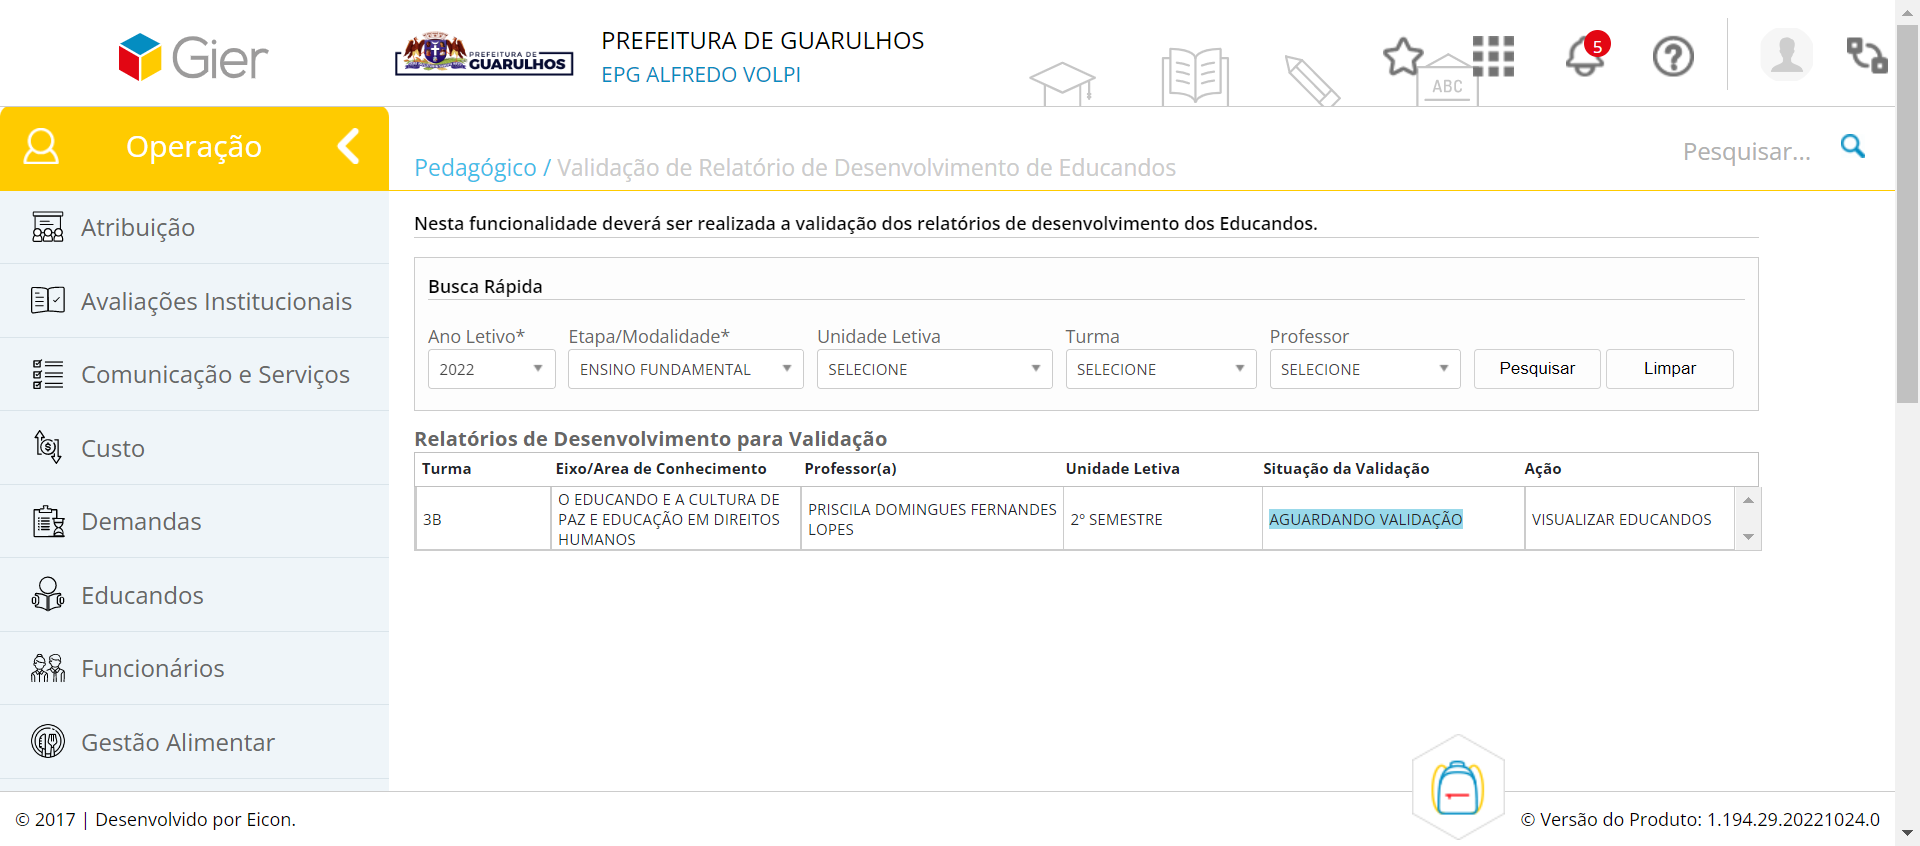 Gier
PREFEITURA DE
GUARULHOS
PREFEITURA DE GUARULHOS
EPG ALFREDO VOLPI
ABC
5
Operação
Pedagógico / Validação de Relatório de Desenvolvimento de Educandos
Pesquisar...
Atribuição
Avaliações Institucionais
Comunicação e Serviços
Custo
Demandas
Educandos
Funcionários
Gestão Alimentar
Nesta funcionalidade deverá ser realizada a validação dos relatórios de desenvolvimento dos Educandos.
Busca Rápida
Ano Letivo* Etapa/Modalidade* Unidade Letiva Turma Professor
2022 ENSINO FUNDAMENTAL SELECIONE SELECIONE SELECIONE Pesquisar Limpar
Relatórios de Desenvolvimento para Validação
Turma Eixo/Area de Conhecimento Professor(a) Unidade Letiva Situação da Validação Ação
3B
O EDUCANDO E A CULTURA DE
PAZ E EDUCAÇÃO EM DIREITOS
HUMANOS
PRISCILA DOMINGUES FERNANDES
LOPES
2º SEMESTRE
AGUARDANDO VALIDAÇÃO
VISUALIZAR EDUCANDOS
© 2017 | Desenvolvido por Eicon.
© Versão do Produto: 1.194.29.20221024.0